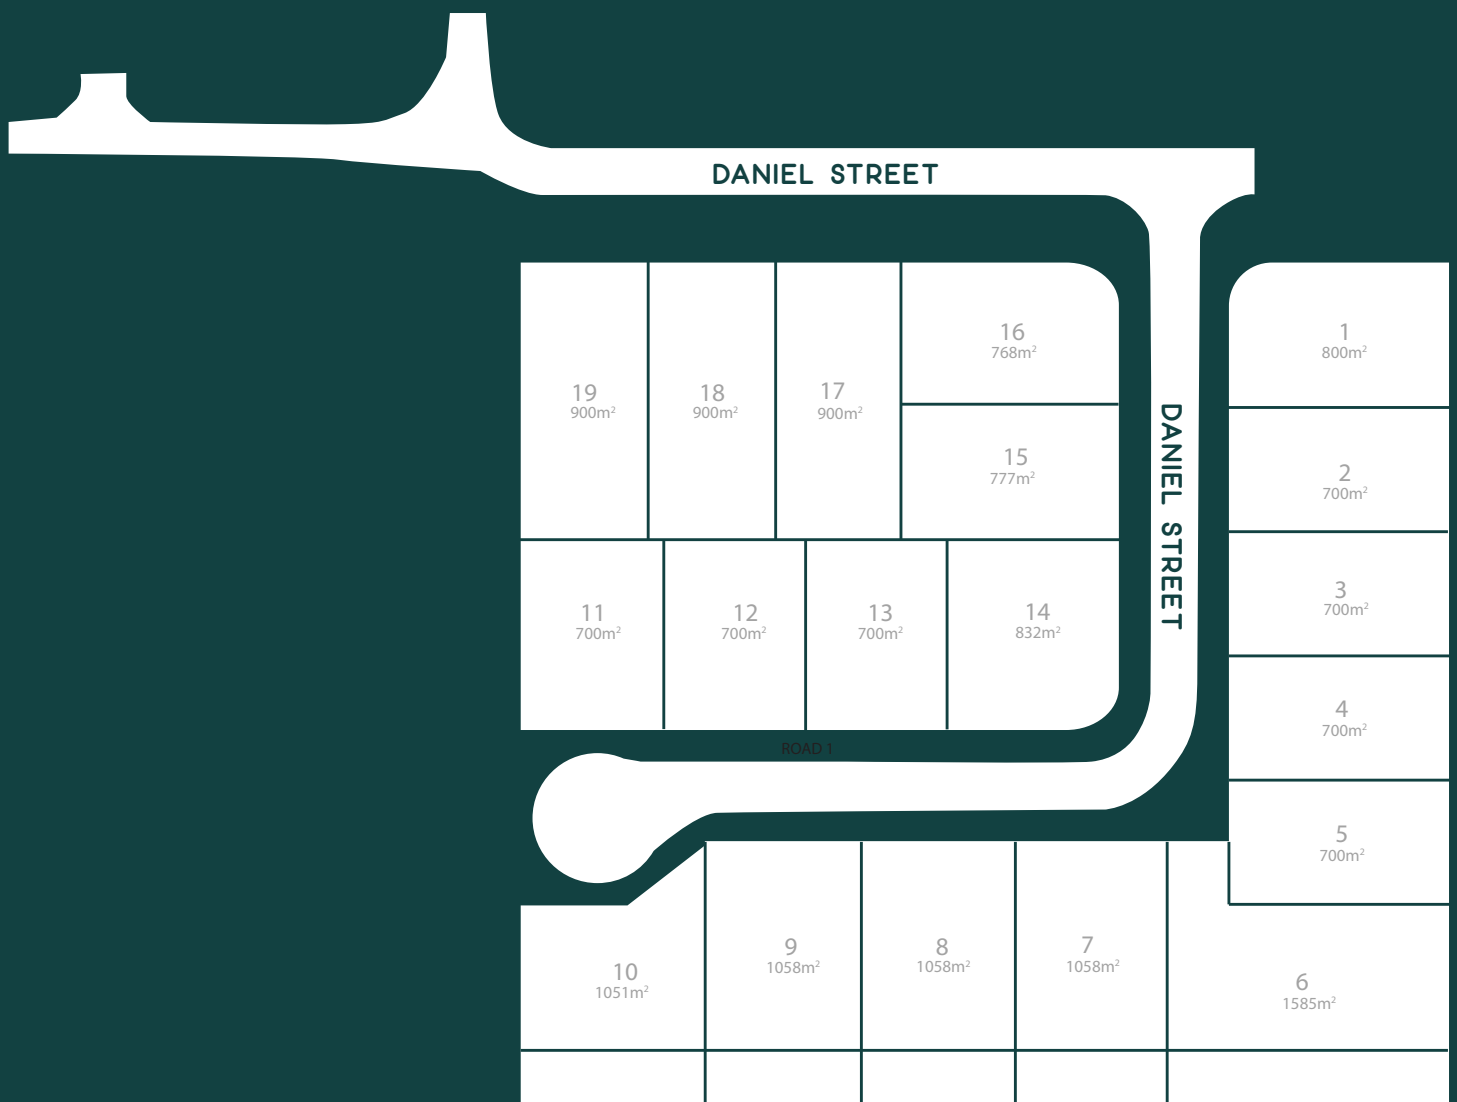 DANIEL STREET
16
768m²
1
800m²
19
900m²
18
900m²
17
900m²
15
777m²
DANIEL STREET
2
700m²
3
700m²
11
700m²
12
700m²
13
700m²
14
832m²
4
700m²
ROAD 1
5
700m²
10
1051m²
9
1058m²
8
1058m²
7
1058m²
6
1585m²